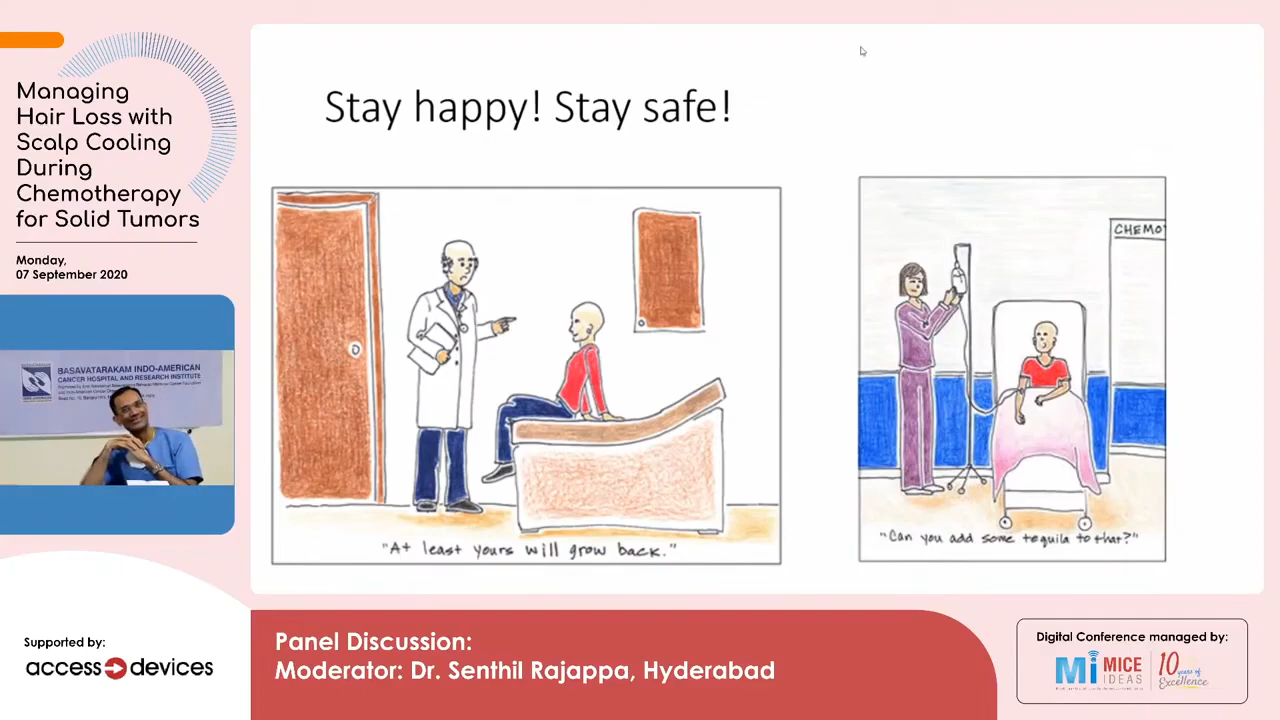 Managing
Hair Loss with
Scalp Cooling
During
Chemotherapy
for Solid Tumors
Monday,
07 September 2020
BASAVATARAKAM INDO-AMERICAN
CANCER HOSPITAL AND RESEARCH INSTITUTE
Supported by:
access devices
Stay happy! Stay safe!
"At least yours will grow back."
CHEMO
"Can you add some tequila to that?"
Panel Discussion:
Moderator: Dr. Senthil Rajappa, Hyderabad
Digital Conference managed by:
Mi MICE
IDEAS
10 years of
Excellence